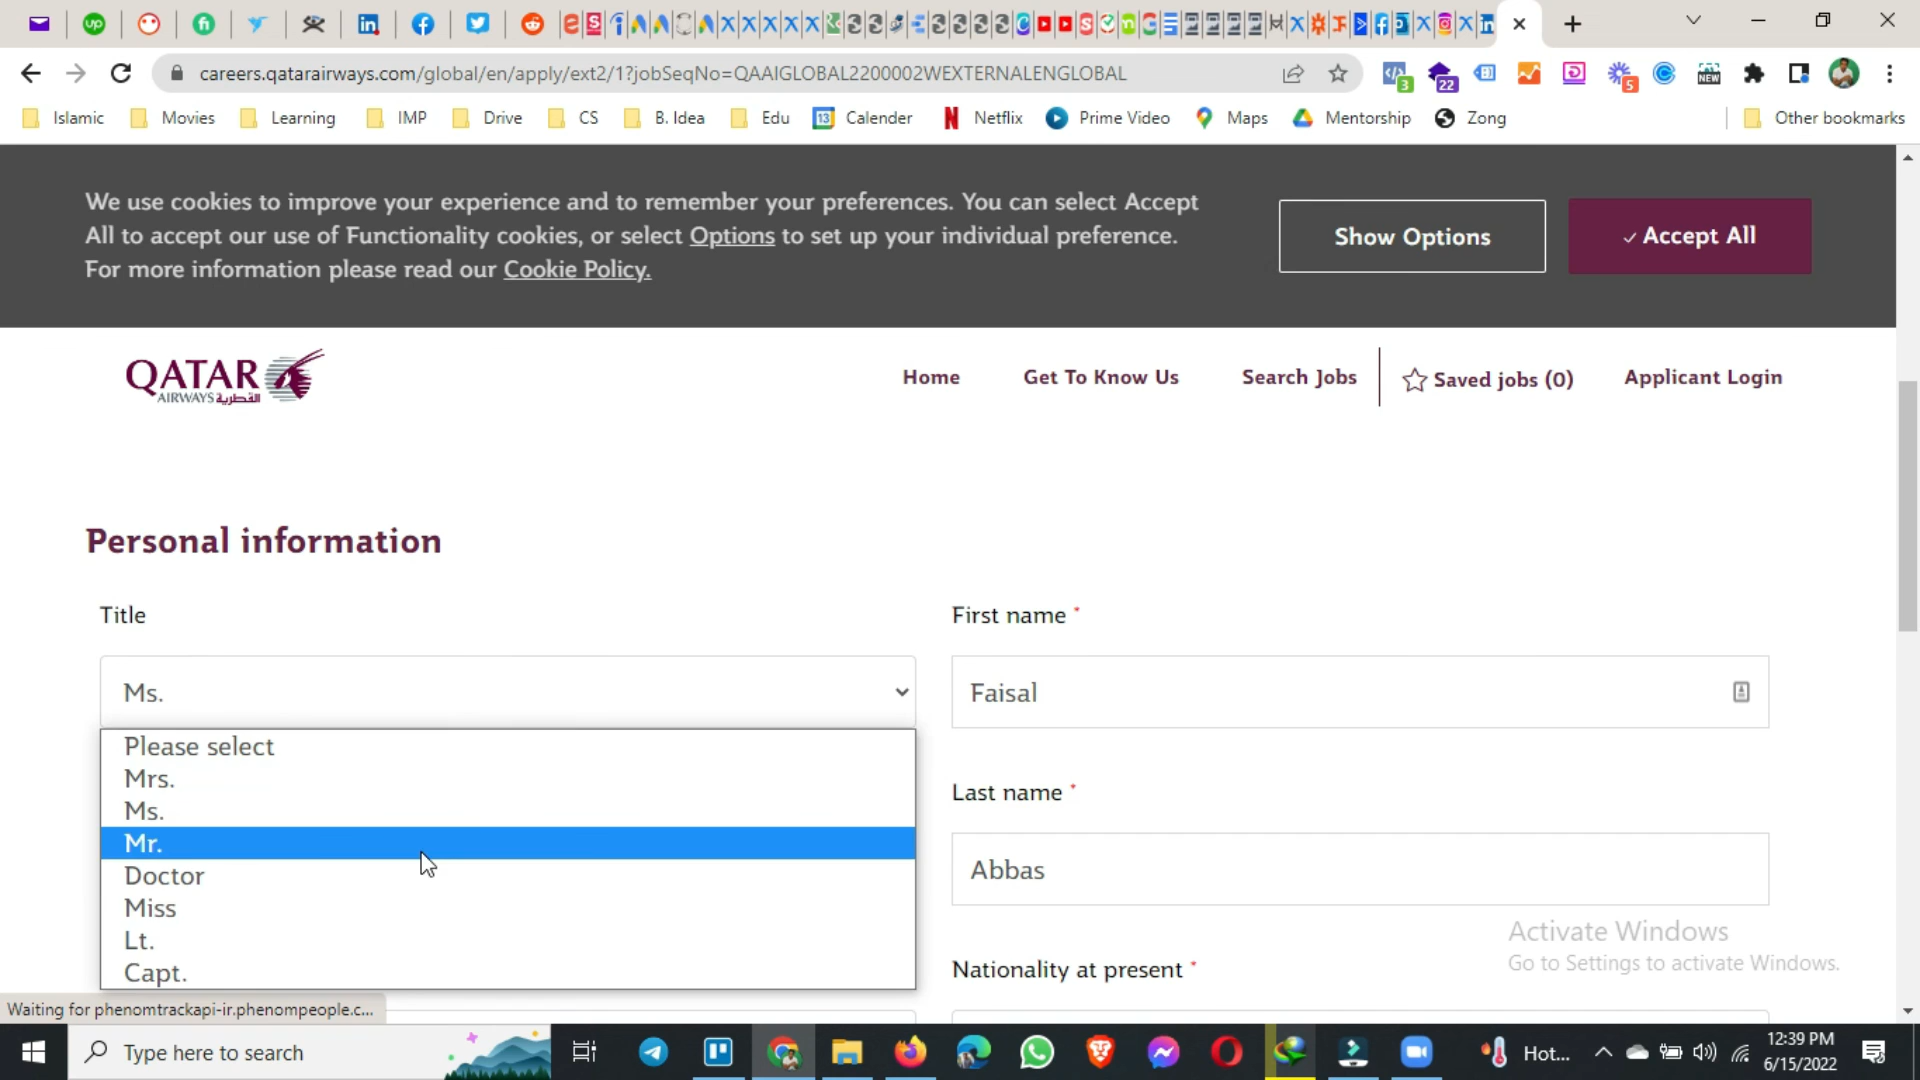 careers.qatarairways.com/global/en/apply/ext2/1?jobSeqNo=QAAIGLOBAL2200002WEXTERNALENGLOBAL
Islamic Movies Learning IMP Drive CS B. Idea Edu Calender Netflix Prime Video Maps Mentorship Zong Other bookmarks
We use cookies to improve your experience and to remember your preferences. You can select Accept
All to accept our use of Functionality cookies, or select Options to set up your individual preference.
For more information please read our Cookie Policy.
Show Options
✓ Accept All
QATAR
AIRWAYS القطرية
Home Get To Know Us Search Jobs Saved jobs (0) Applicant Login
Personal information
Title
First name *
Ms.
Faisal
Please select
Mrs.
Ms.
Mr.
Doctor
Miss
Lt.
Capt.
Last name *
Abbas
Nationality at present *
Activate Windows
Go to Settings to activate Windows.
Waiting for phenomtrackapi-ir.phenompeople.c...
Type here to search
Hot...
12:39 PM
6/15/2022